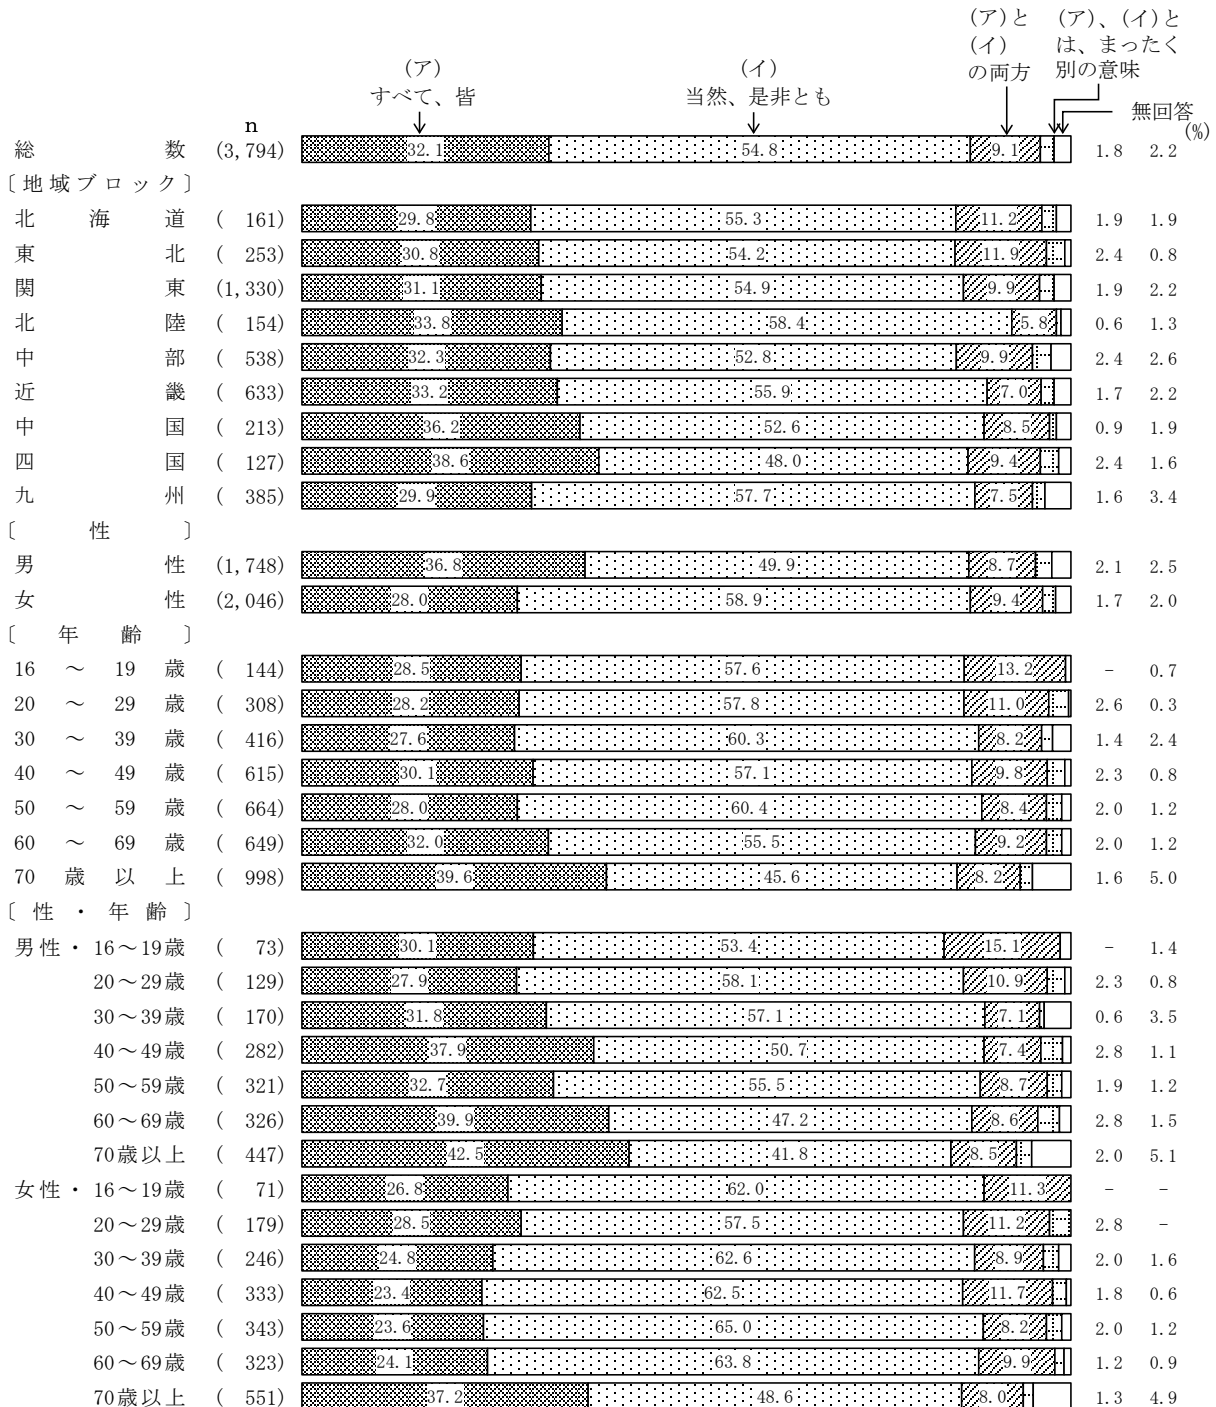 (ア)と (ア)、(イ)と
(イ) は、まったく
の両方 別の意味
(ア) (イ)
すべて、皆 当然、是非とも
無回答
n (%)
総数 (3,794) 32.1 54.8 9.1 1.8 2.2
〔地域ブロック〕
北海道 ( 161) 29.8 55.3 11.2 1.9 1.9
東北 ( 253) 30.8 54.2 11.9 2.4 0.8
関東 (1,330) 31.1 54.9 9.9 1.9 2.2
北陸 ( 154) 33.8 58.4 5.8 0.6 1.3
中部 ( 538) 32.3 52.8 9.9 2.4 2.6
近畿 ( 633) 33.2 55.9 7.0 1.7 2.2
中国 ( 213) 36.2 52.6 8.5 0.9 1.9
四国 ( 127) 38.6 48.0 9.4 2.4 1.6
九州 ( 385) 29.9 57.7 7.5 1.6 3.4
〔性〕
男性 (1,748) 36.8 49.9 8.7 2.1 2.5
女性 (2,046) 28.0 58.9 9.4 1.7 2.0
〔年齢〕
16～19歳 ( 144) 28.5 57.6 13.2 － 0.7
20～29歳 ( 308) 28.2 57.8 11.0 2.6 0.3
30～39歳 ( 416) 27.6 60.3 8.2 1.4 2.4
40～49歳 ( 615) 30.1 57.1 9.8 2.3 0.8
50～59歳 ( 664) 28.0 60.4 8.4 2.0 1.2
60～69歳 ( 649) 32.0 55.5 9.2 2.0 1.2
70歳以上 ( 998) 39.6 45.6 8.2 1.6 5.0
〔性・年齢〕
男性・16～19歳 ( 73) 30.1 53.4 15.1 － 1.4
20～29歳 ( 129) 27.9 58.1 10.9 2.3 0.8
30～39歳 ( 170) 31.8 57.1 7.1 0.6 3.5
40～49歳 ( 282) 37.9 50.7 7.4 2.8 1.1
50～59歳 ( 321) 32.7 55.5 8.7 1.9 1.2
60～69歳 ( 326) 39.9 47.2 8.6 2.8 1.5
70歳以上 ( 447) 42.5 41.8 8.5 2.0 5.1
女性・16～19歳 ( 71) 26.8 62.0 11.3 － －
20～29歳 ( 179) 28.5 57.5 11.2 2.8 －
30～39歳 ( 246) 24.8 62.6 8.9 2.0 1.6
40～49歳 ( 333) 23.4 62.5 11.7 1.8 0.6
50～59歳 ( 343) 23.6 65.0 8.2 2.0 1.2
60～69歳 ( 323) 24.1 63.8 9.9 1.2 0.9
70歳以上 ( 551) 37.2 48.6 8.0 1.3 4.9